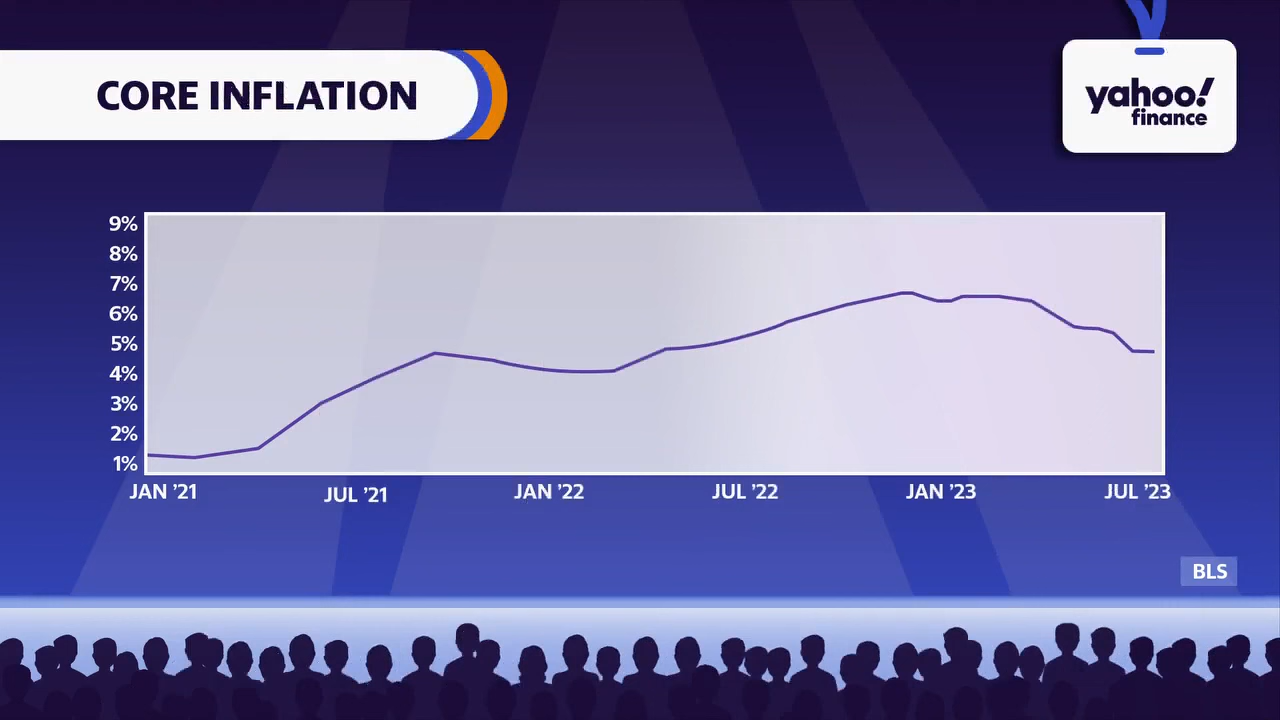 CORE INFLATION
yahoo!
finance
9%
8%
7%
6%
5%
4%
3%
2%
1%
JAN ’21
JUL ’21
JAN ’22
JUL ’22
JAN ’23
JUL ’23
BLS